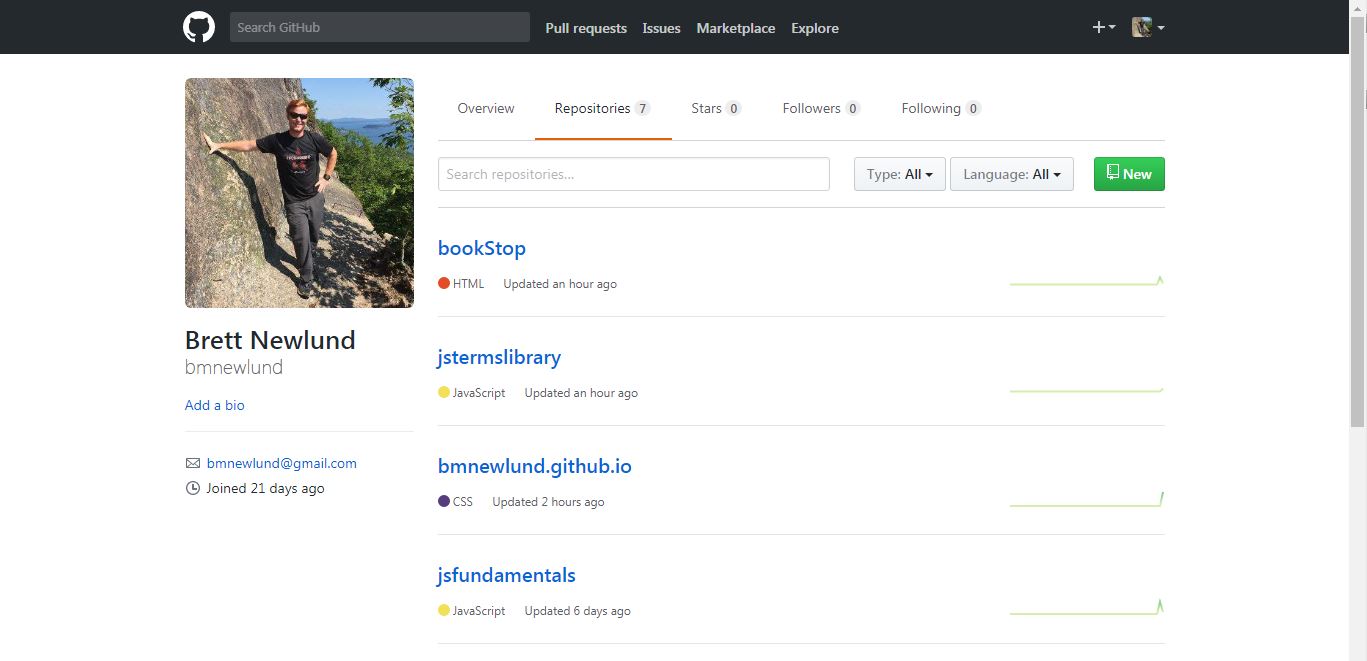 Search GitHub Pull requests Issues Marketplace Explore
Overview Repositories 7 Stars 0 Followers 0 Following 0
Search repositories... Type: All Language: All New
bookStop
HTML Updated an hour ago
Brett Newlund
bmnewlund
Add a bio
bmnewlund@gmail.com
Joined 21 days ago
jstermslibrary
JavaScript Updated an hour ago
bmnewlund.github.io
CSS Updated 2 hours ago
jsfundamentals
JavaScript Updated 6 days ago